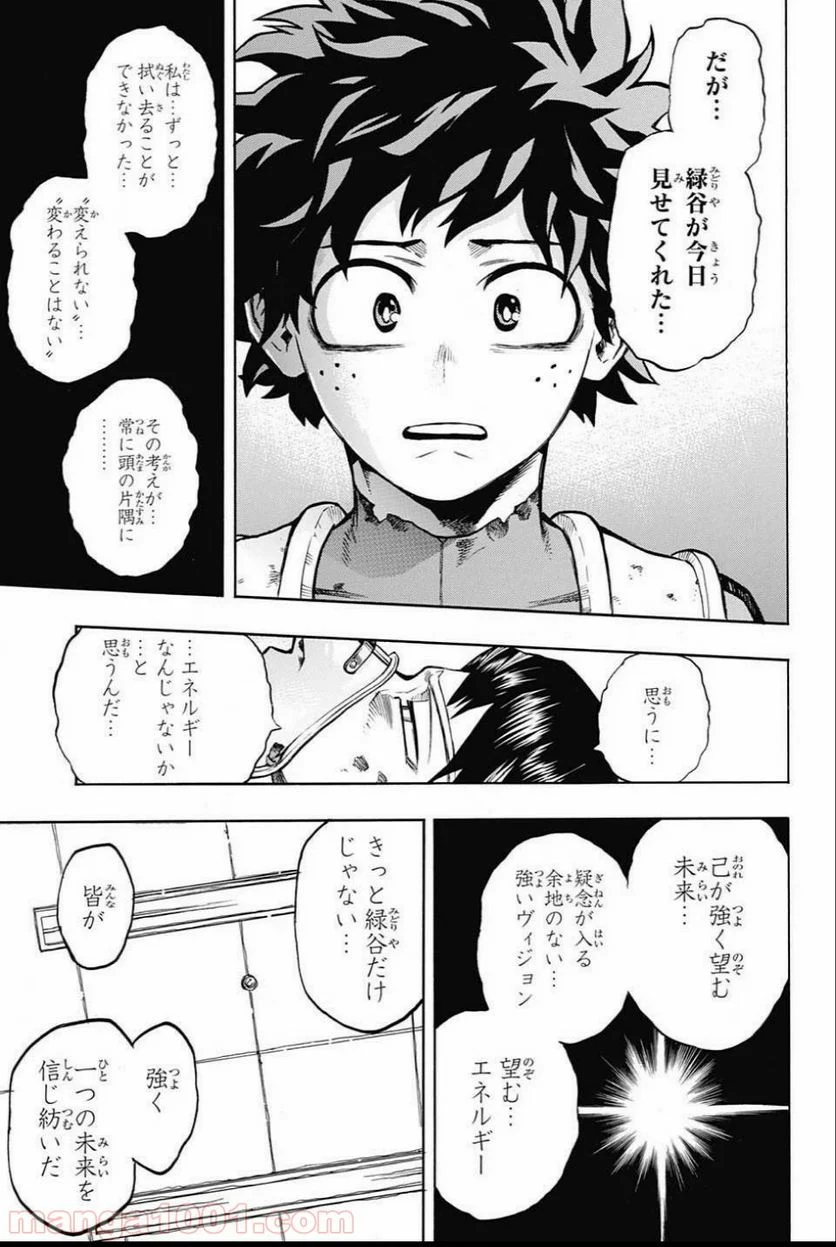 だが…
緑谷が今日
見せてくれた…
私は…ずっと…
拭い去ることが
できなかった…
〝変えられない〟…
〝変わることはない〟
その考えが…
常に頭の片隅に
………
思うに…
…エネルギー
なんじゃないか
…と
思うんだ…
己が強く望む
未来…
疑念が入る
余地のない…
強いヴィジョン
望む…
エネルギー
きっと緑谷だけ
じゃない…
皆が
強く
一つの未来を
信じ紡いだ
manga1001.com